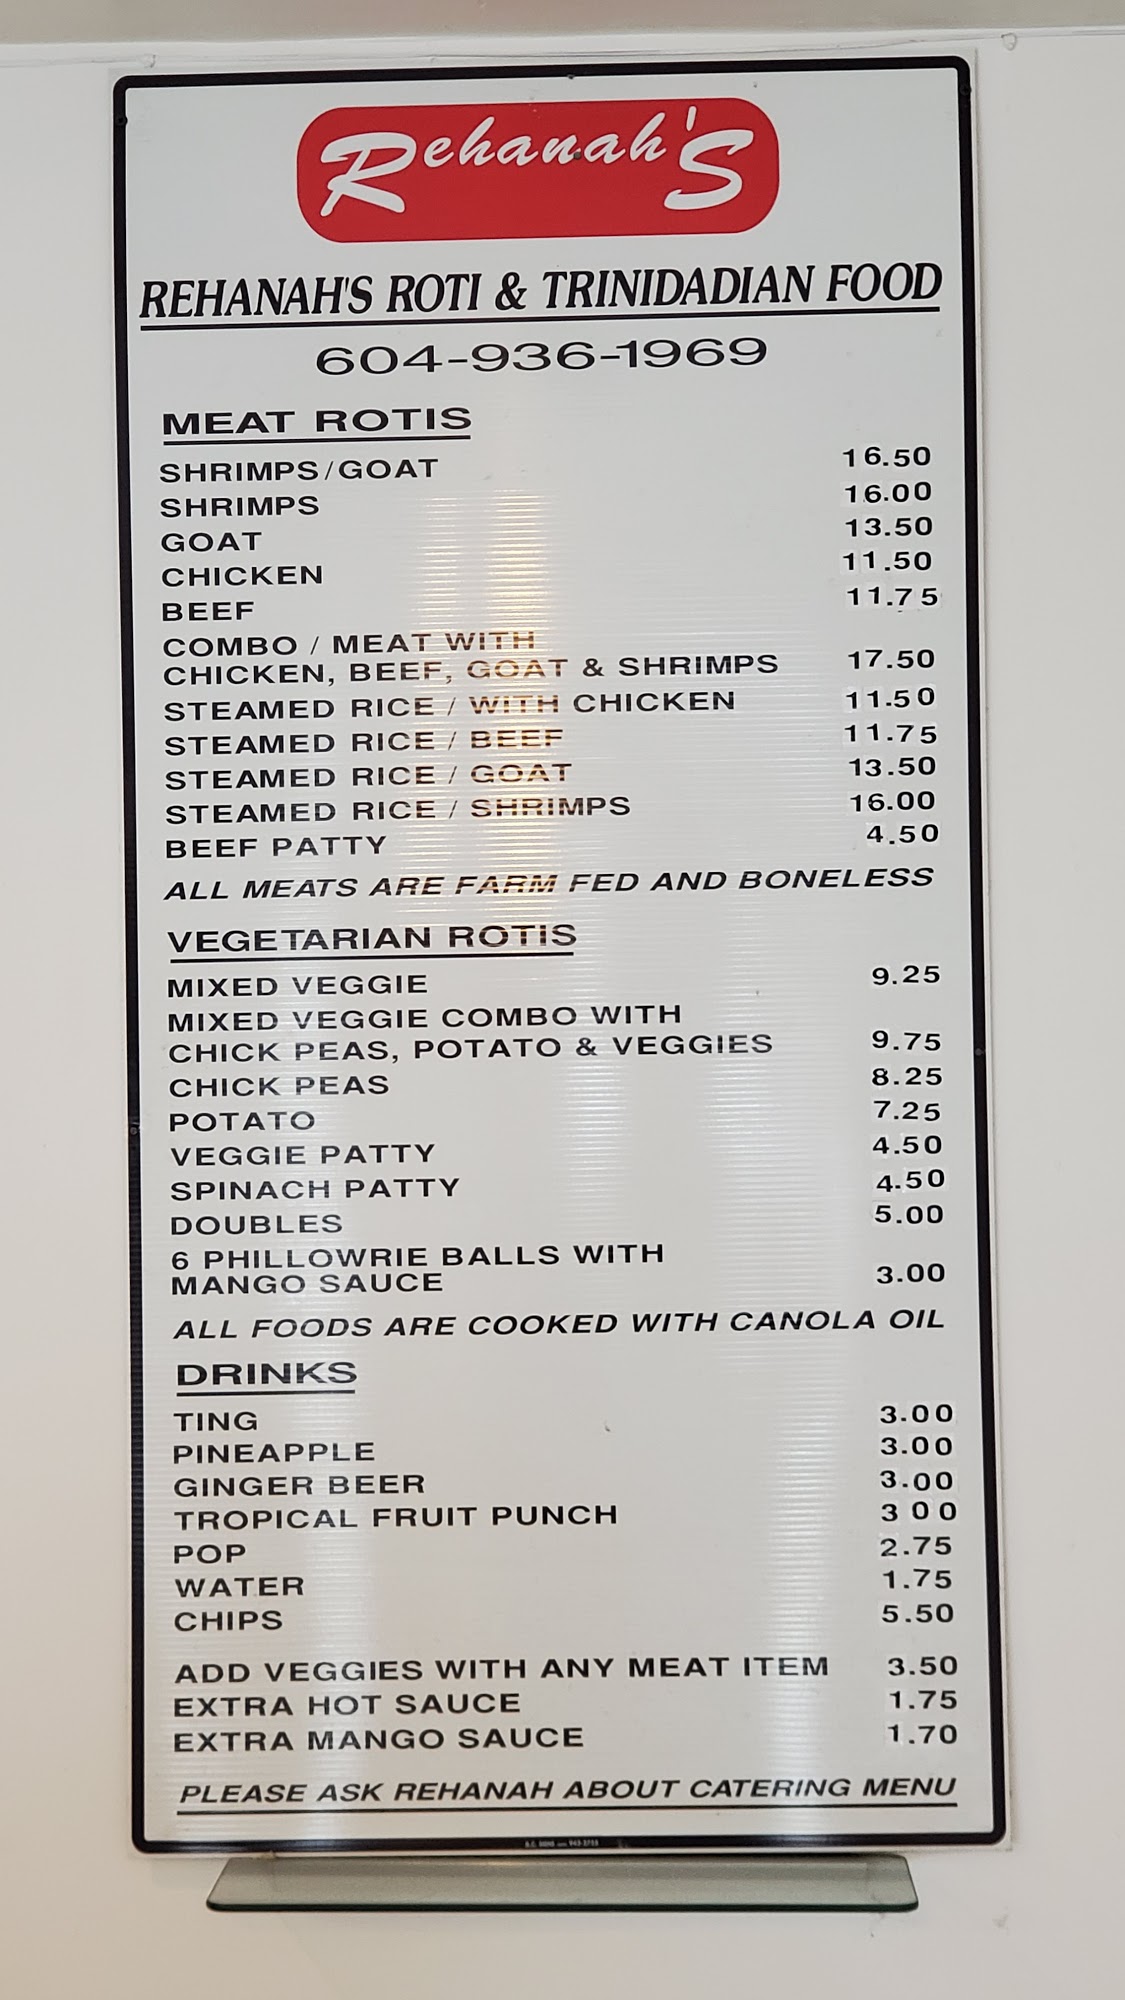 Rehanah's
REHANAH'S ROTI & TRINIDADIAN FOOD
604-936-1969
MEAT ROTIS
SHRIMPS/GOAT 16.50
SHRIMPS 16.00
GOAT 13.50
CHICKEN 11.50
BEEF 11.75
COMBO / MEAT WITH
CHICKEN, BEEF, GOAT & SHRIMPS 17.50
STEAMED RICE / WITH CHICKEN 11.50
STEAMED RICE / BEEF 11.75
STEAMED RICE / GOAT 13.50
STEAMED RICE / SHRIMPS 16.00
BEEF PATTY 4.50
ALL MEATS ARE FARM FED AND BONELESS
VEGETARIAN ROTIS
MIXED VEGGIE 9.25
MIXED VEGGIE COMBO WITH
CHICK PEAS, POTATO & VEGGIES 9.75
CHICK PEAS 8.25
POTATO 7.25
VEGGIE PATTY 4.50
SPINACH PATTY 4.50
DOUBLES 5.00
6 PHILLOWRIE BALLS WITH
MANGO SAUCE 3.00
ALL FOODS ARE COOKED WITH CANOLA OIL
DRINKS
TING 3.00
PINEAPPLE 3.00
GINGER BEER 3.00
TROPICAL FRUIT PUNCH 3 00
POP 2.75
WATER 1.75
CHIPS 5.50
ADD VEGGIES WITH ANY MEAT ITEM 3.50
EXTRA HOT SAUCE 1.75
EXTRA MANGO SAUCE 1.70
PLEASE ASK REHANAH ABOUT CATERING MENU